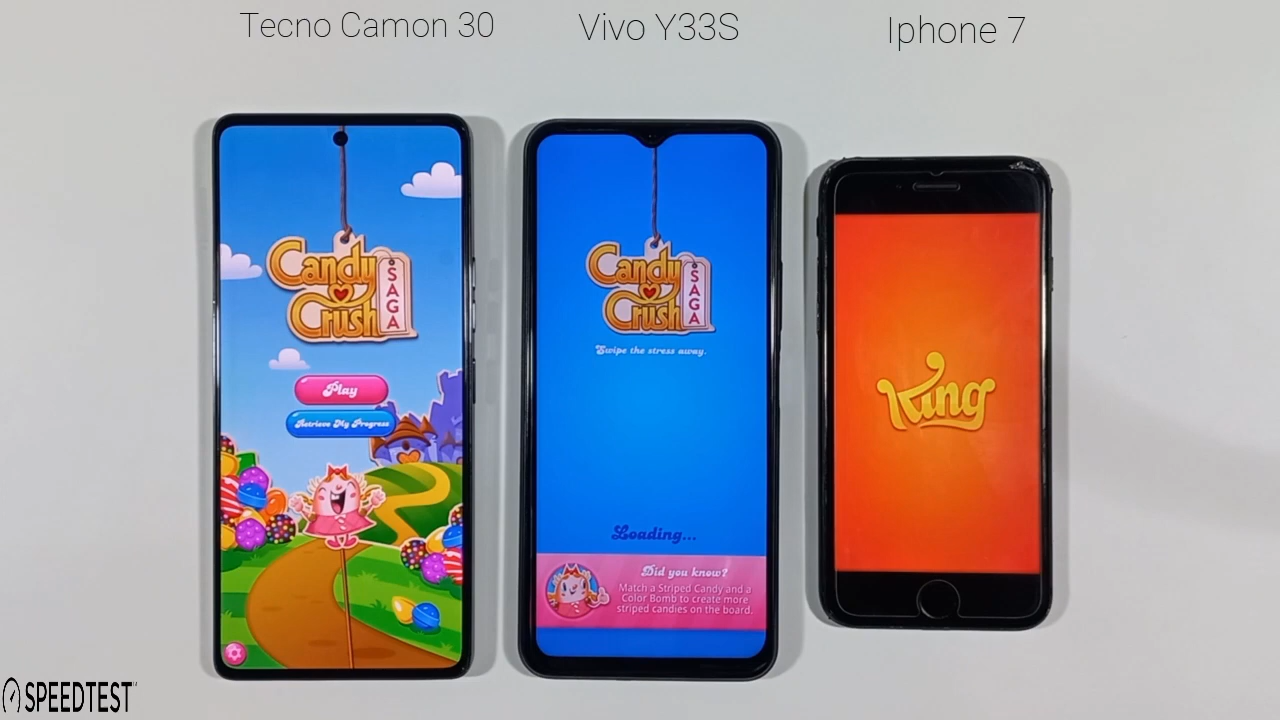 Tecno Camon 30
Vivo Y33S
Iphone 7
Candy
Crush
SAGA
Play
Retrieve My Progress
Candy
Crush
SAGA
Swipe the stress away.
Loading...
Did you know?
Match a Striped Candy and a
Color Bomb to create more
striped candies on the board.
King
SPEEDTEST